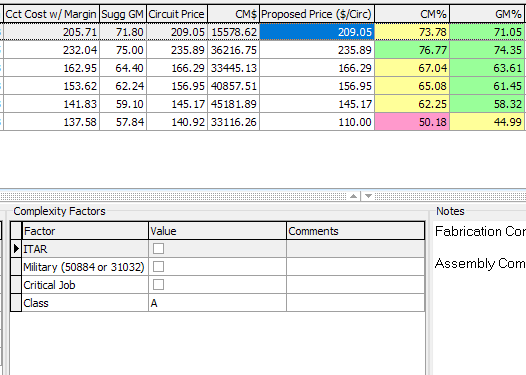 Cct Cost w/ Margin Sugg GM Circuit Price CM$ Proposed Price ($/Circ) CM% GM%
205.71 71.80 209.05 15578.62 209.05 73.78 71.05
232.04 75.00 235.89 36216.75 235.89 76.77 74.35
162.95 64.40 166.29 33445.13 166.29 67.04 63.61
153.62 62.24 156.95 40857.51 156.95 65.08 61.45
141.83 59.10 145.17 45181.89 145.17 62.25 58.32
137.58 57.84 140.92 33116.26 110.00 50.18 44.99
Complexity Factors
Factor Value Comments
ITAR
Military (50884 or 31032)
Critical Job
Class A
Notes
Fabrication Con
Assembly Com